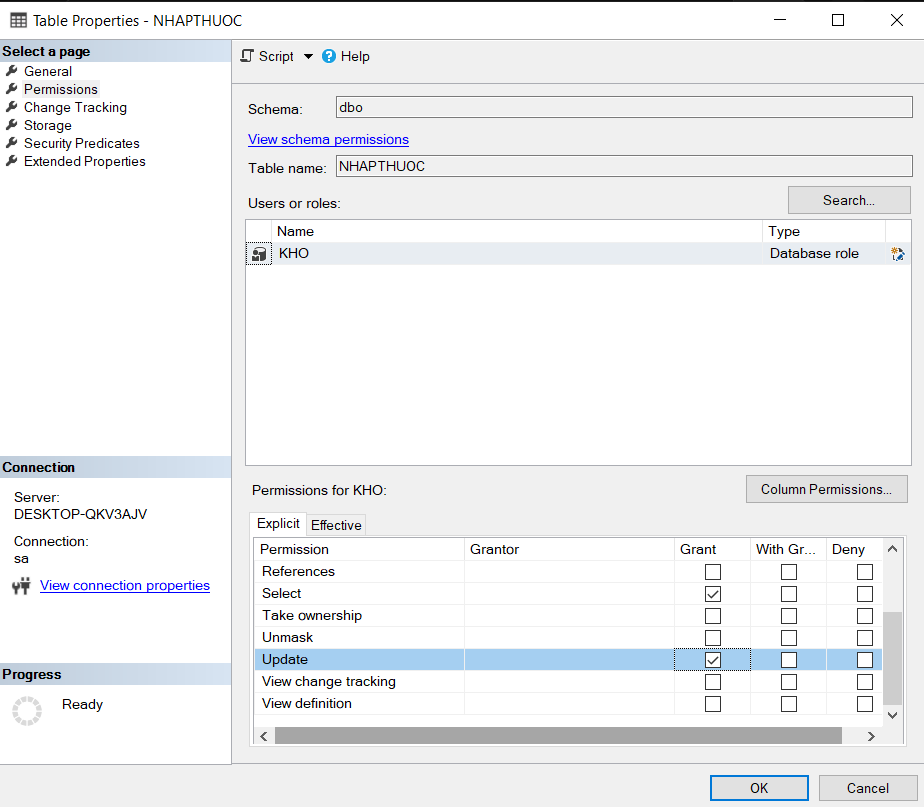 Table Properties - NHAPTHUOC
Select a page
General
Permissions
Change Tracking
Storage
Security Predicates
Extended Properties
Connection
Server:
DESKTOP-QKV3AJV
Connection:
sa
View connection properties
Progress
Ready
Script
Help
Schema:
dbo
View schema permissions
Table name:
NHAPTHUOC
Users or roles:
Search...
Name Type
KHO Database role
Permissions for KHO:
Column Permissions...
Explicit Effective
Permission Grantor Grant With Gr... Deny
References
Select
Take ownership
Unmask
Update
View change tracking
View definition
OK Cancel